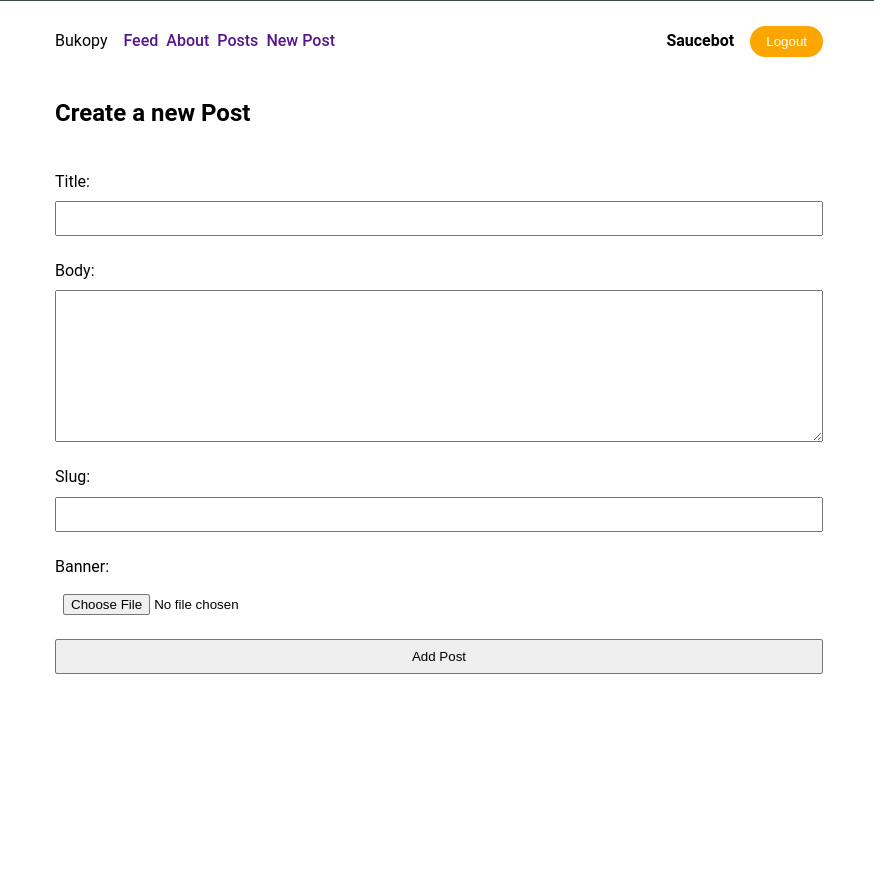 Bukopy Feed About Posts New Post Saucebot Logout
Create a new Post
Title:
Body:
Slug:
Banner:
Choose File No file chosen
Add Post